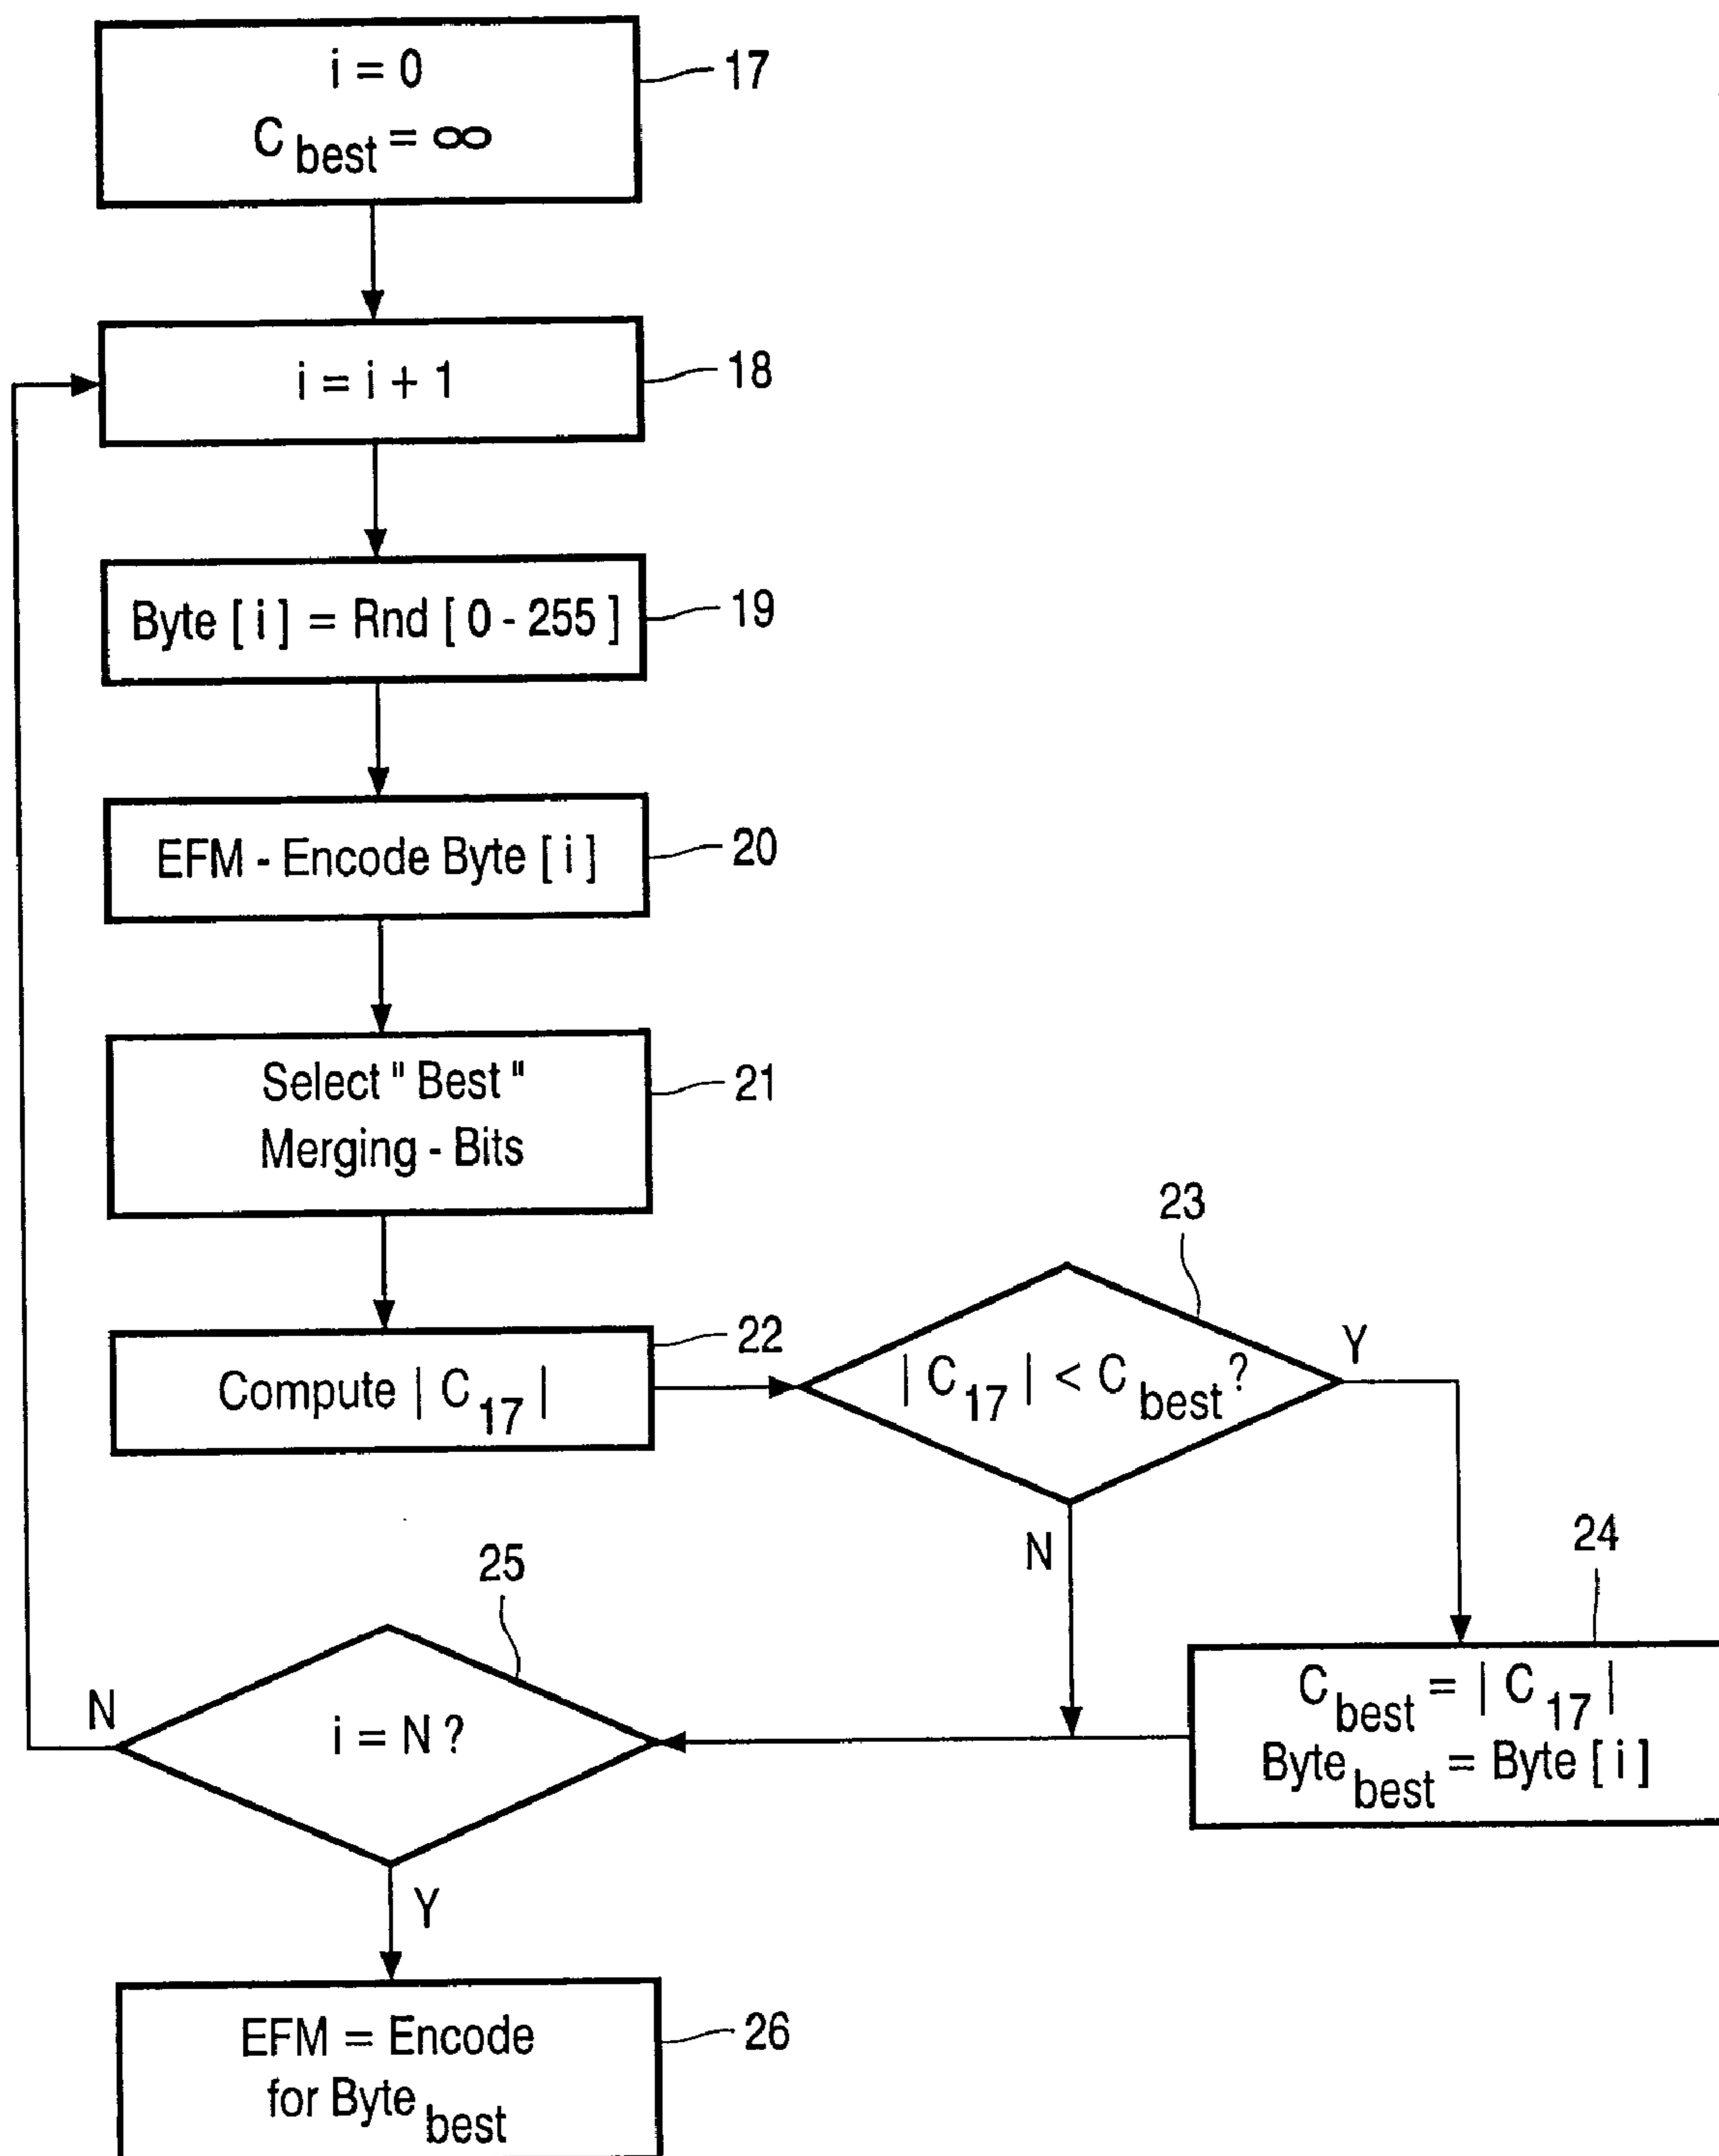 i = 0
C best = ∞
17
i = i + 1
18
Byte [ i ] = Rnd [ 0 - 255 ]
19
EFM - Encode Byte [ i ]
20
Select " Best "
Merging - Bits
21
Compute | C 17 |
22
| C 17 | < C best ?
23
Y
N
C best = | C 17 |
Byte best = Byte [ i ]
24
i = N ?
25
N
Y
EFM = Encode
for Byte best
26